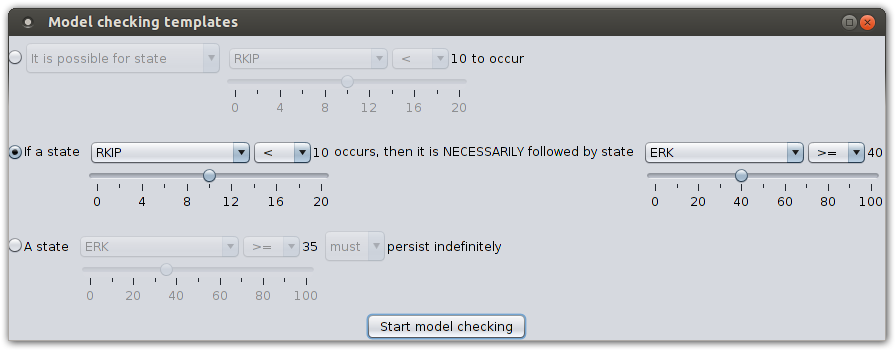 Model checking templates
It is possible for state RKIP < 10 to occur
0 4 8 12 16 20
If a state RKIP < 10 occurs, then it is NECESSARILY followed by state ERK >= 40
0 4 8 12 16 20 0 20 40 60 80 100
A state ERK >= 35 must persist indefinitely
0 20 40 60 80 100
Start model checking